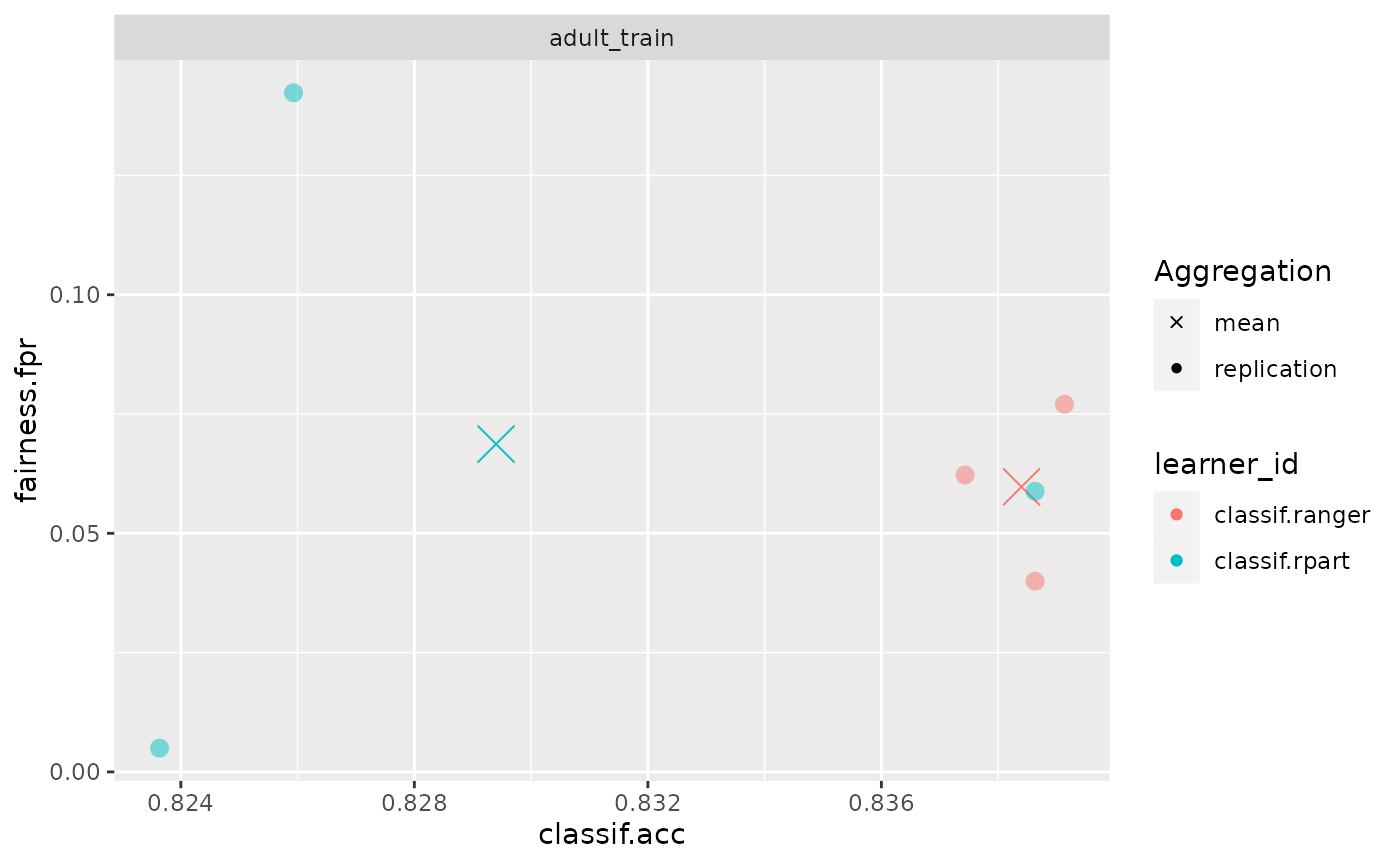 adult_train
0.10
0.05
0.00
fairness.fpr
0.824
0.828
0.832
0.836
classif.acc
Aggregation
mean
replication
learner_id
classif.ranger
classif.rpart